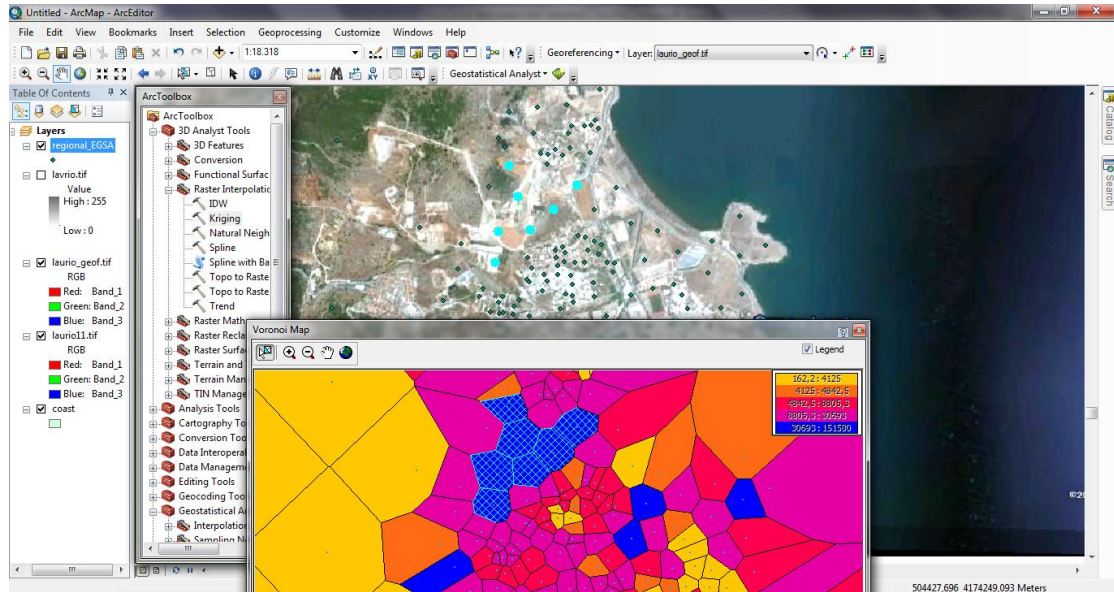 Untitled - ArcMap - ArcEditor
File Edit View Bookmarks Insert Selection Geoprocessing Customize Windows Help
1:18.318
Georeferencing Layer: laurio_geof.tif
Geostatistical Analyst
Table Of Contents
Layers
regional_EGSA
lavrio.tif
Value
High : 255
Low : 0
laurio_geof.tif
RGB
Red: Band_1
Green: Band_2
Blue: Band_3
laurio11.tif
RGB
Red: Band_1
Green: Band_2
Blue: Band_3
coast
ArcToolbox
ArcToolbox
3D Analyst Tools
3D Features
Conversion
Functional Surfac
Raster Interpolatic
IDW
Kriging
Natural Neigh
Spline
Spline with Ba
Topo to Raste
Topo to Raste
Trend
Raster Math
Raster Recla
Raster Surfa
Terrain and
Terrain Man
TIN Manage
Analysis Tools
Cartography To
Conversion Too
Data Interopera
Data Managem
Editing Tools
Geocoding Too
Geostatistical A
Interpolation
Sampling N
Voronoi Map
Legend
162,2 : 4125
4125 : 4842,5
4842,5 : 8805,3
8805,3 : 30693
30693 : 151580
©20
Catalog
Search
504427,696 4174249,093 Meters